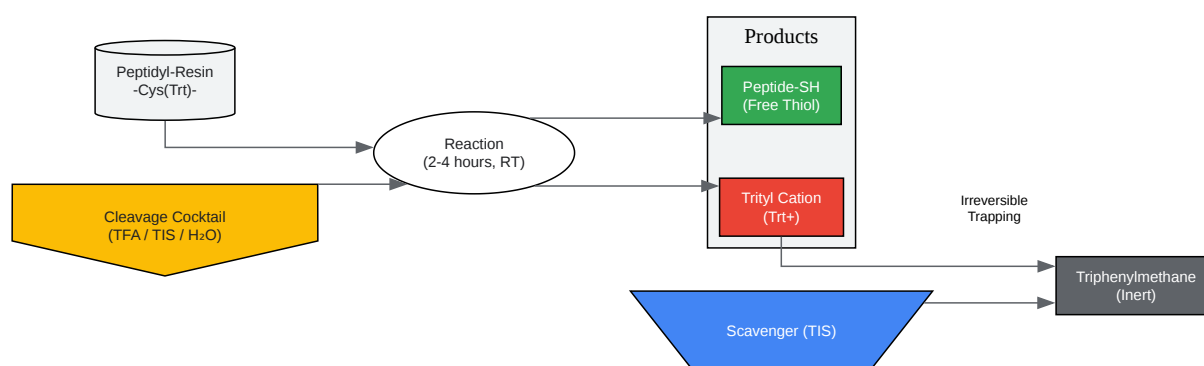 Products
Peptidyl-Resin
-Cys(Trt)-
Peptide-SH
(Free Thiol)
Reaction
(2-4 hours, RT)
Cleavage Cocktail
(TFA / TIS / H₂O)
Trityl Cation
(Trt+)
Irreversible
Trapping
Triphenylmethane
(Inert)
Scavenger (TIS)